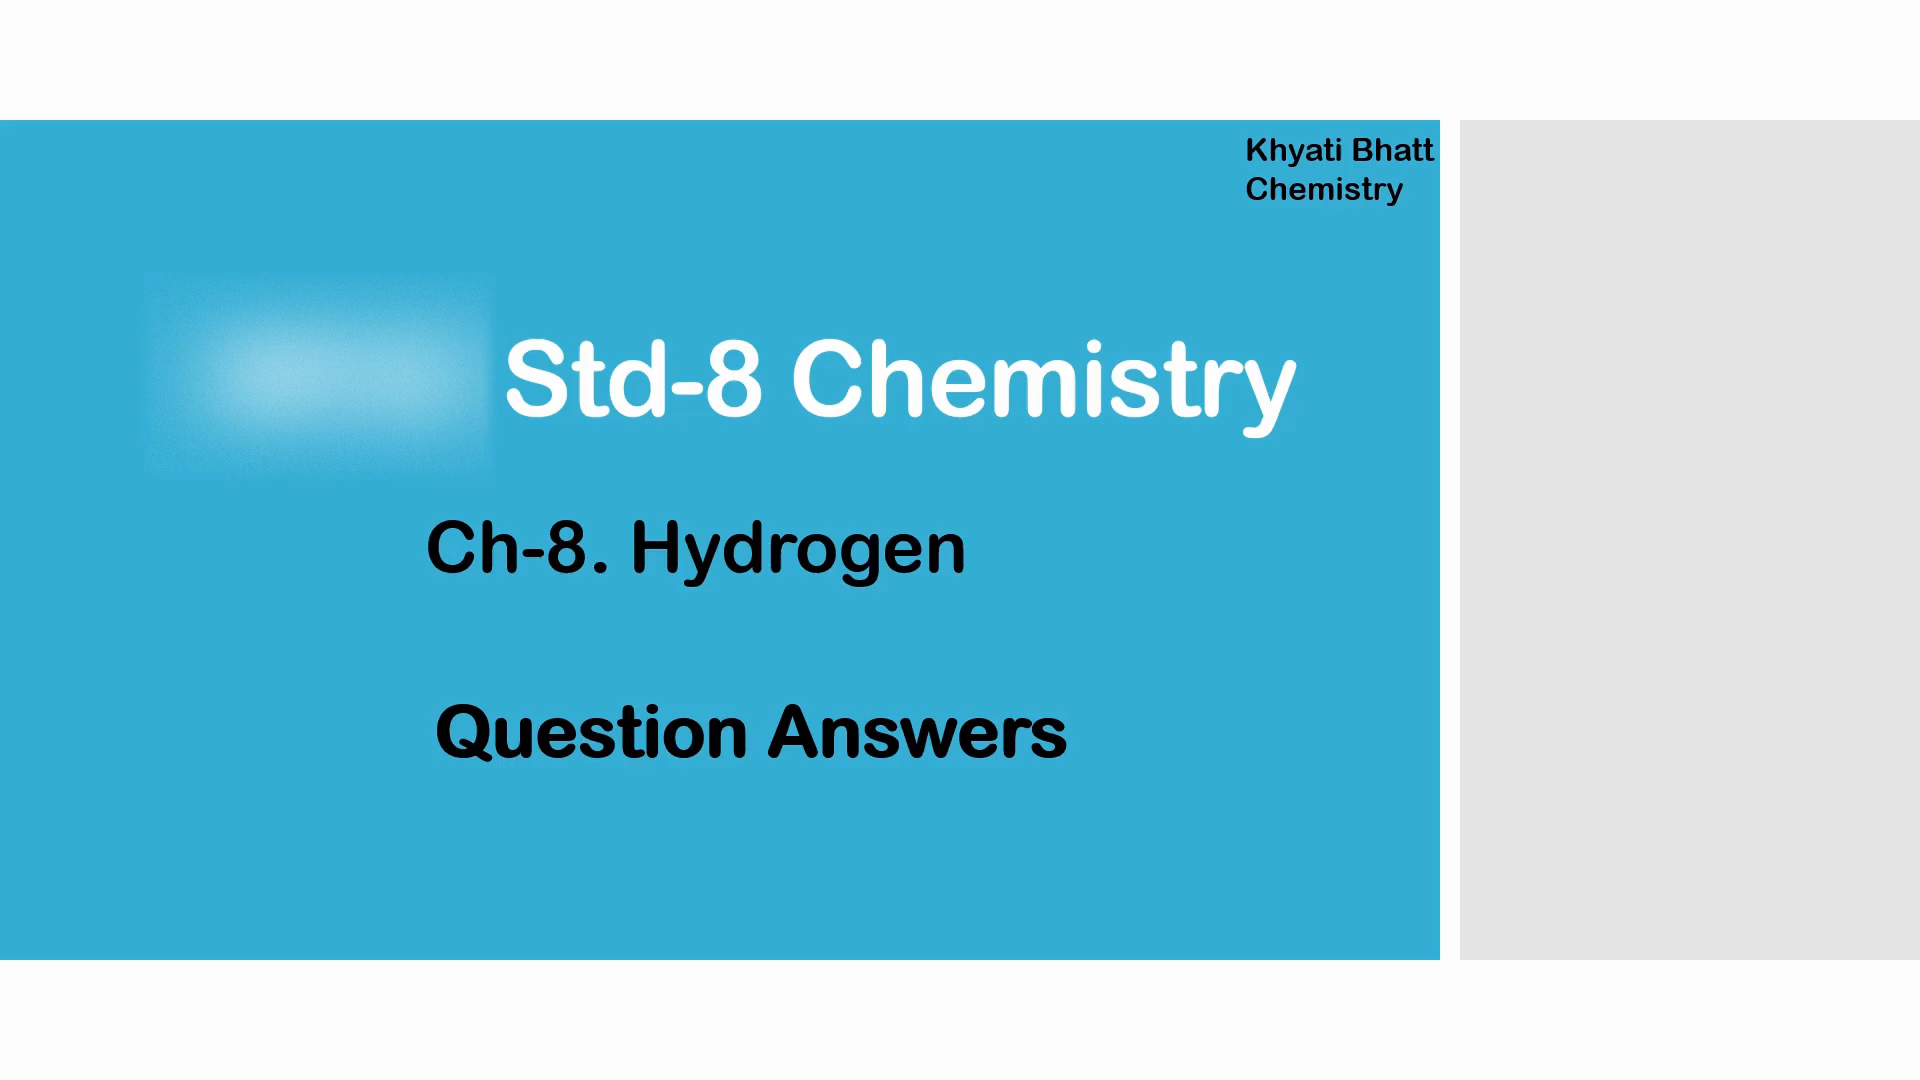 Khyati Bhatt
Chemistry
Std-8 Chemistry
Ch-8. Hydrogen
Question Answers